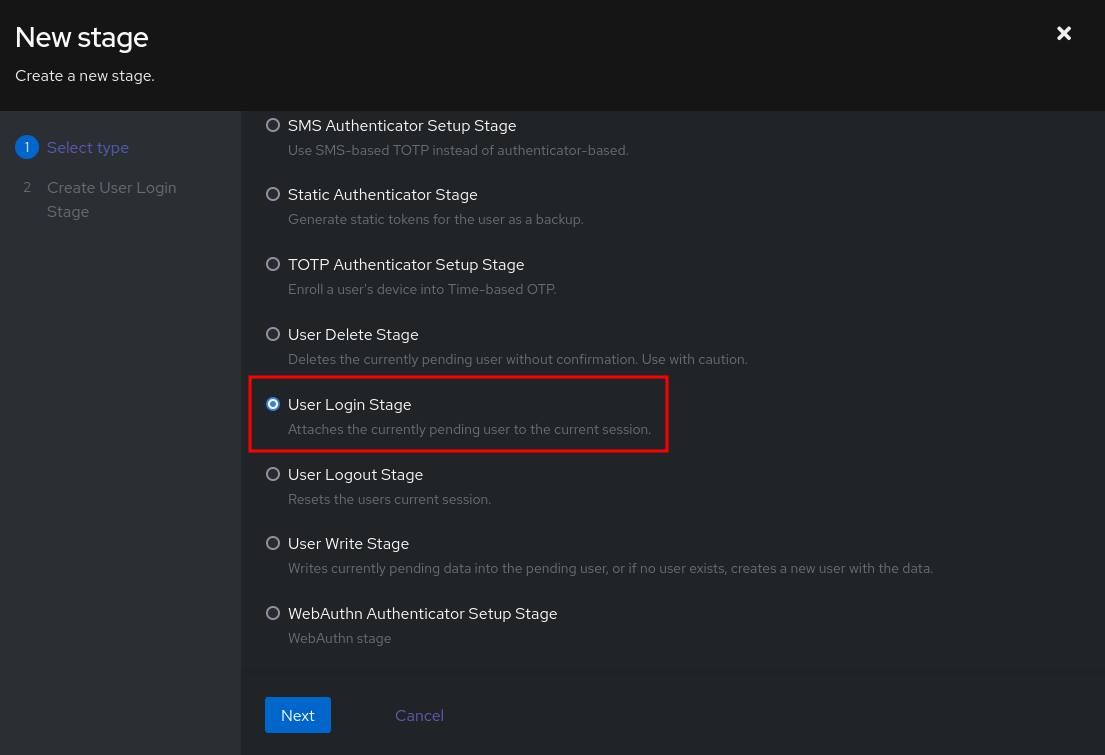 New stage
Create a new stage.
1 Select type
2 Create User Login
Stage
SMS Authenticator Setup Stage
Use SMS-based TOTP instead of authenticator-based.
Static Authenticator Stage
Generate static tokens for the user as a backup.
TOTP Authenticator Setup Stage
Enroll a user's device into Time-based OTP.
User Delete Stage
Deletes the currently pending user without confirmation. Use with caution.
User Login Stage
Attaches the currently pending user to the current session.
User Logout Stage
Resets the users current session.
User Write Stage
Writes currently pending data into the pending user, or if no user exists, creates a new user with the data.
WebAuthn Authenticator Setup Stage
WebAuthn stage
Next Cancel